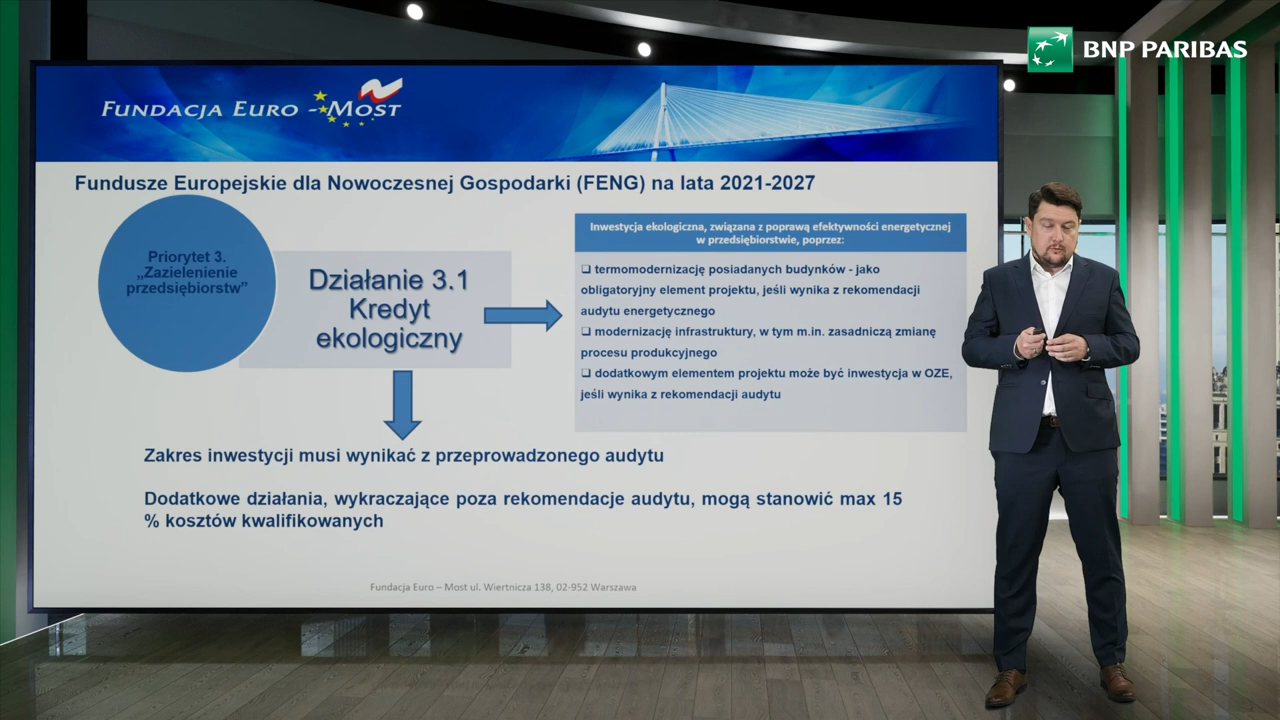 BNP PARIBAS
FUNDACJA EURO - MOST
Fundusze Europejskie dla Nowoczesnej Gospodarki (FENG) na lata 2021-2027
Priorytet 3.
„Zazielenienie
przedsiębiorstw”
Działanie 3.1
Kredyt
ekologiczny
Inwestycja ekologiczna, związana z poprawą efektywności energetycznej
w przedsiębiorstwie, poprzez:
❑ termomodernizację posiadanych budynków - jako
obligatoryjny element projektu, jeśli wynika z rekomendacji
audytu energetycznego
❑ modernizację infrastruktury, w tym m.in. zasadniczą zmianę
procesu produkcyjnego
❑ dodatkowym elementem projektu może być inwestycja w OZE,
jeśli wynika z rekomendacji audytu
Zakres inwestycji musi wynikać z przeprowadzonego audytu
Dodatkowe działania, wykraczające poza rekomendacje audytu, mogą stanowić max 15
% kosztów kwalifikowanych
Fundacja Euro – Most ul. Wiertnicza 138, 02-952 Warszawa